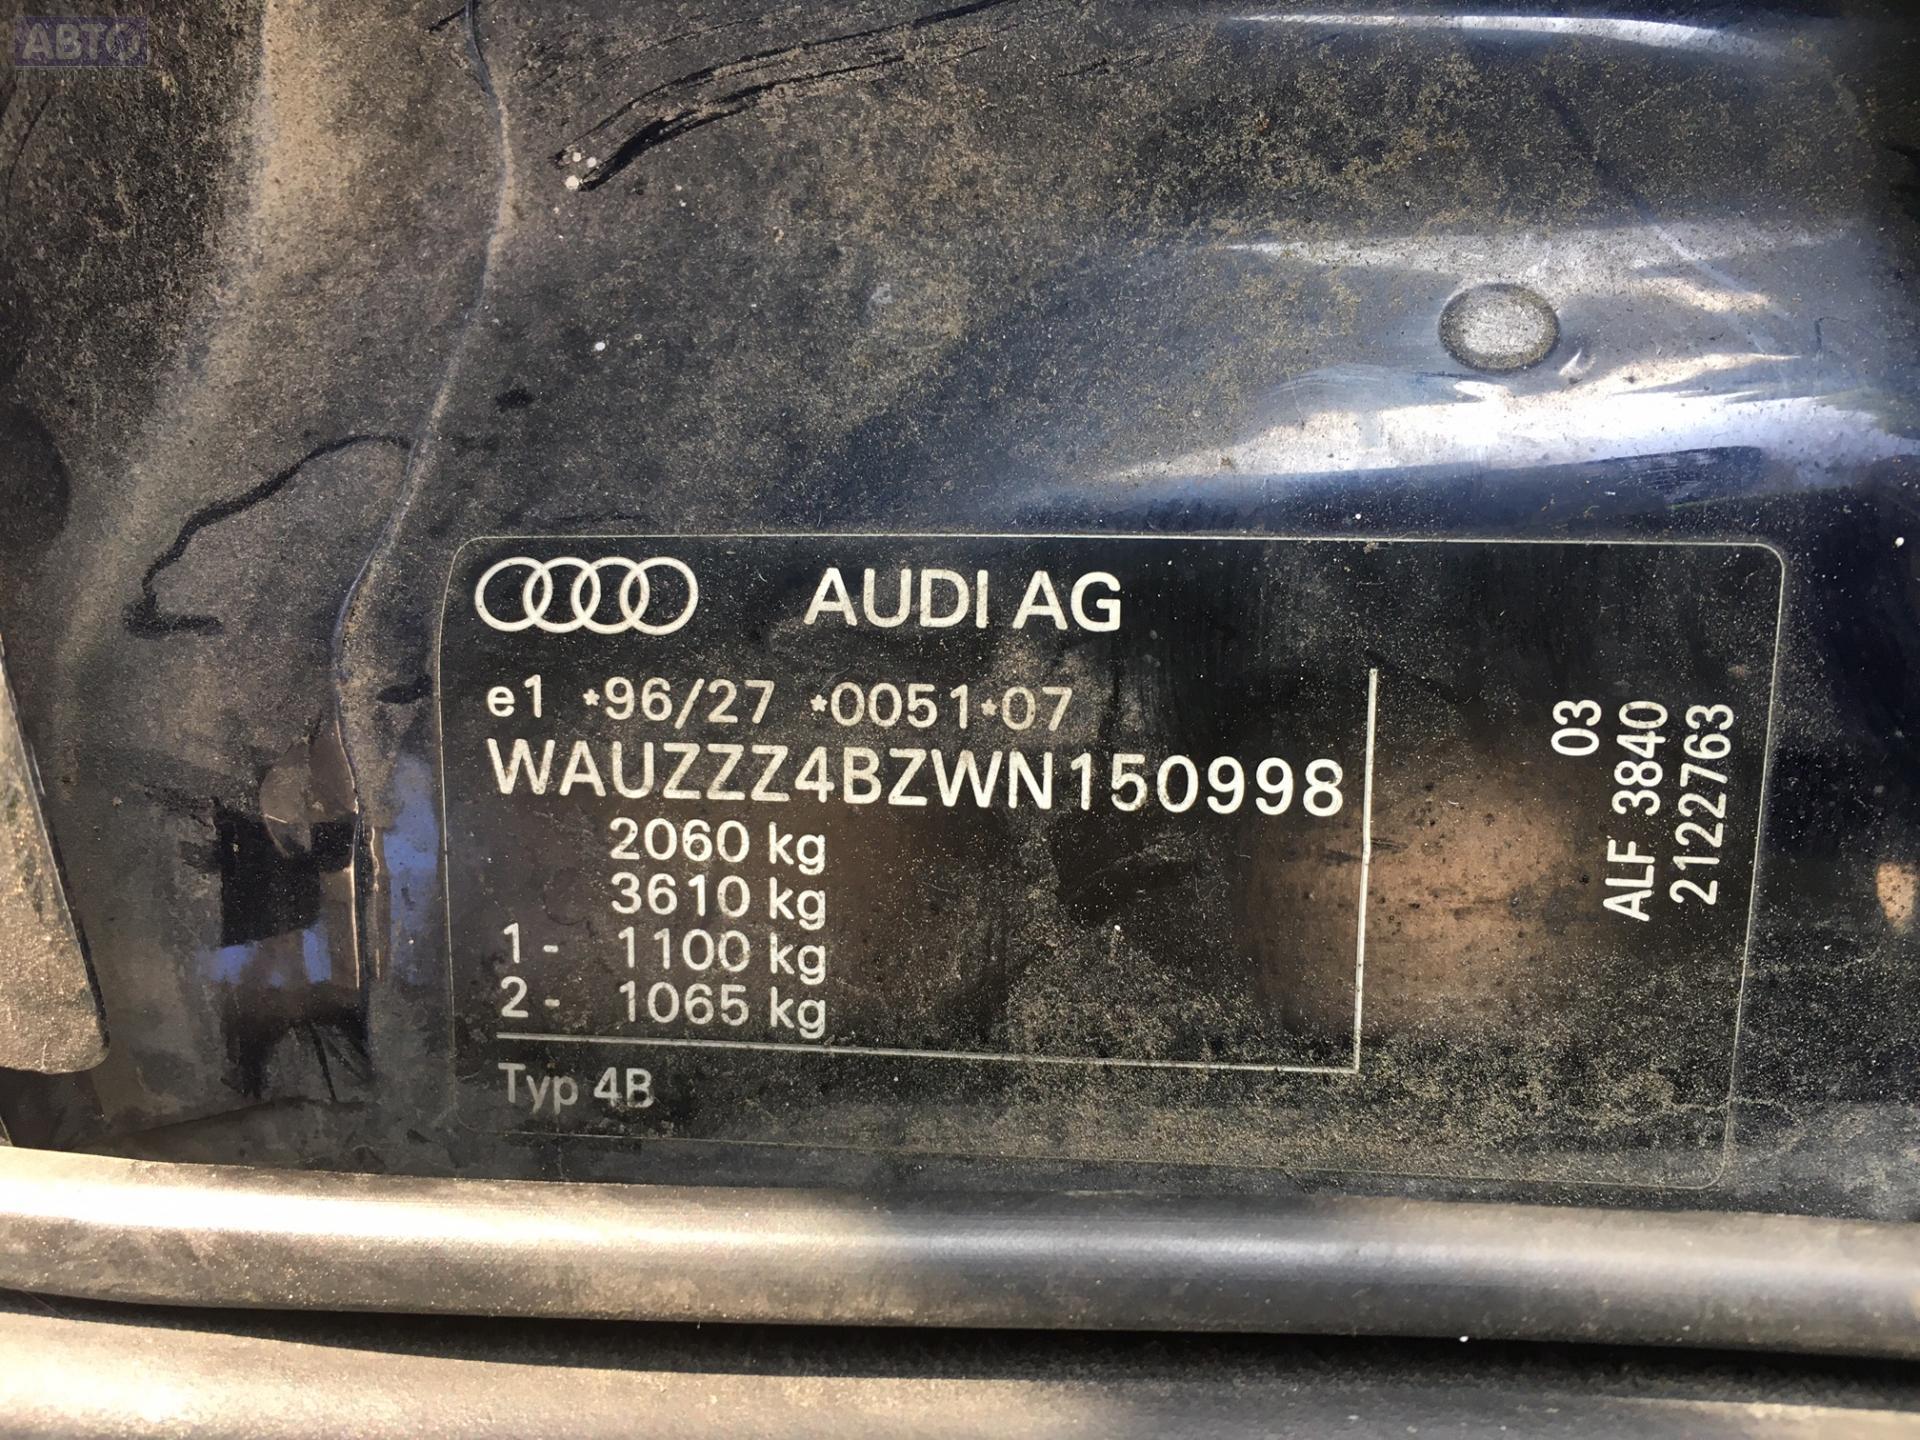 АВТО
AUDI AG
e1 *96/27 *0051*07
WAUZZZ4BZWN150998
2060 kg
3610 kg
1- 1100 kg
2- 1065 kg
Typ 4B
03
ALF 3840
2122763